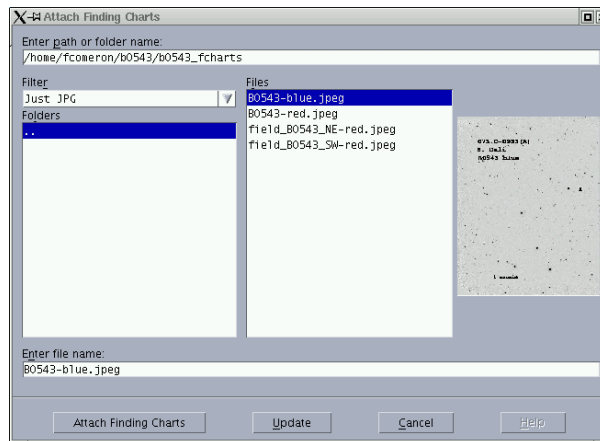 Attach Finding Charts
Enter path or folder name:
/home/fcomeron/b0543/b0543_fcharts
Filter
Just JPG
Folders
..
Files
B0543-blue.jpeg
B0543-red.jpeg
field_B0543_NE-red.jpeg
field_B0543_SW-red.jpeg
B0543 blue
Enter file name:
B0543-blue.jpeg
Attach Finding Charts
Update
Cancel
Help